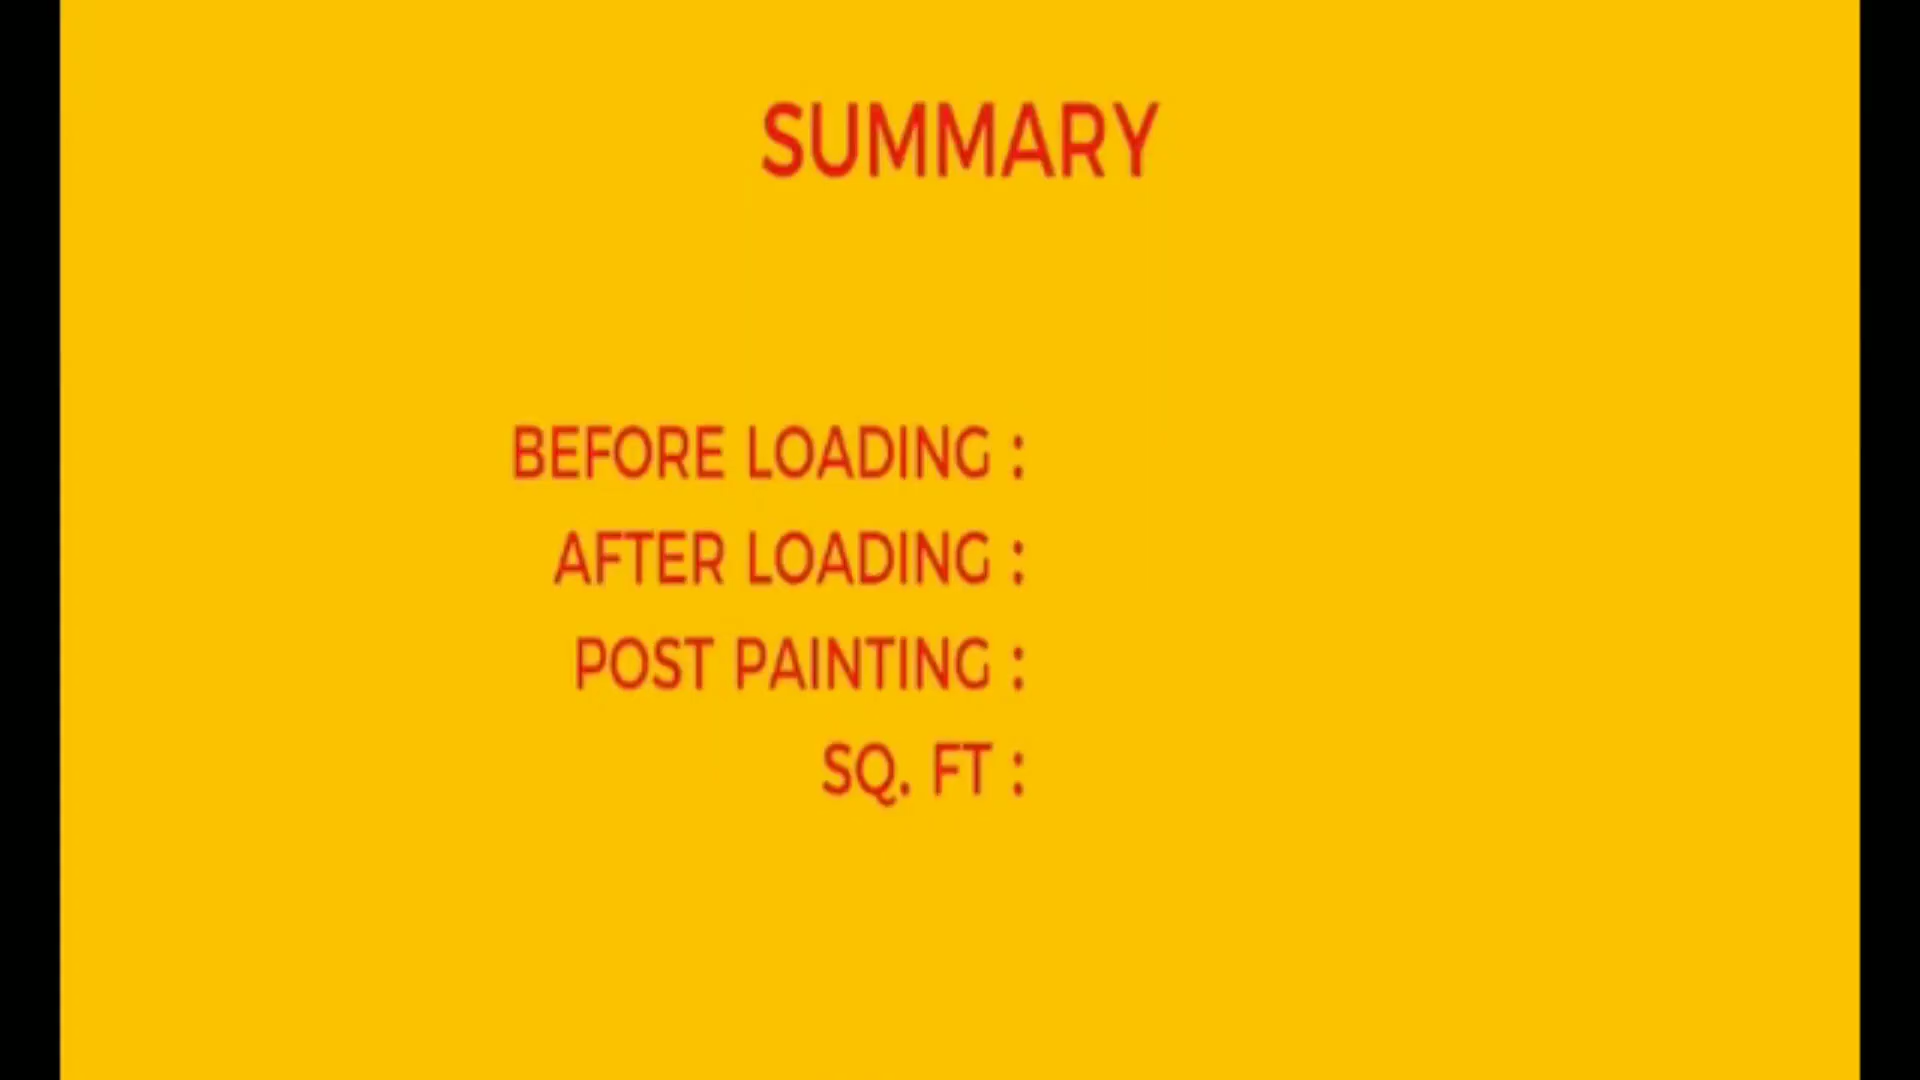 SUMMARY
BEFORE LOADING :
AFTER LOADING :
POST PAINTING :
SQ. FT :